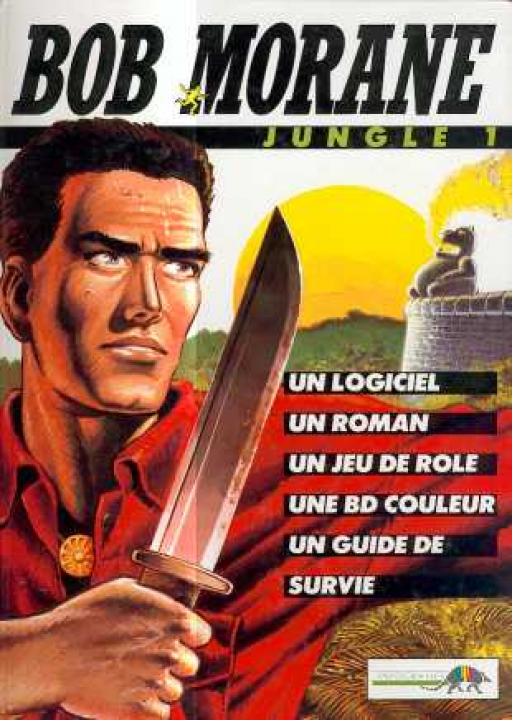 BOB MORANE
JUNGLE 1
UN LOGICIEL
UN ROMAN
UN JEU DE ROLE
UNE BD COULEUR
UN GUIDE DE
SURVIE
INFOGRAMES